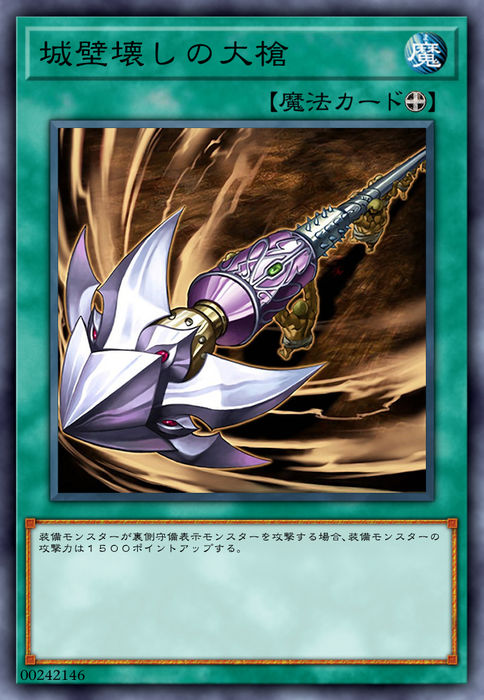 城壁壊しの大槍
魔
【魔法カード】
装備モンスターが裏側守備表示モンスターを攻撃する場合、装備モンスターの
攻撃力は１５００ポイントアップする。
00242146